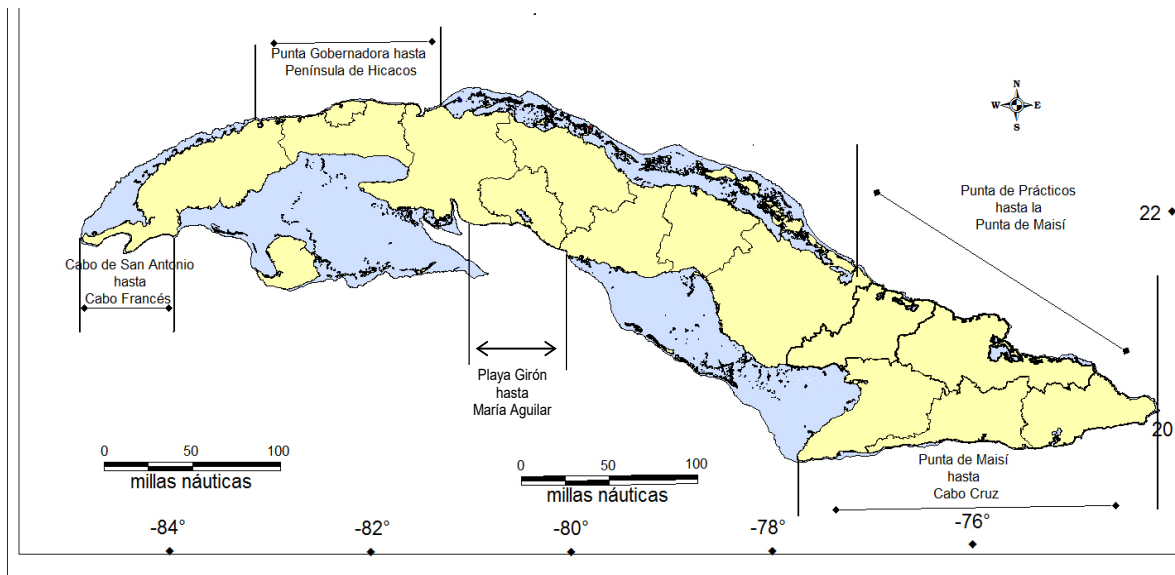 Punta Gobernadora hasta
Península de Hicacos
N
W E
S
Punta de Prácticos
hasta la
Punta de Maisí
22
Cabo de San Antonio
hasta
Cabo Francés
Playa Girón
hasta
María Aguilar
20
0 50 100
millas náuticas
0 50 100
millas náuticas
Punta de Maisí
hasta
Cabo Cruz
-84° -82° -80° -78° -76°